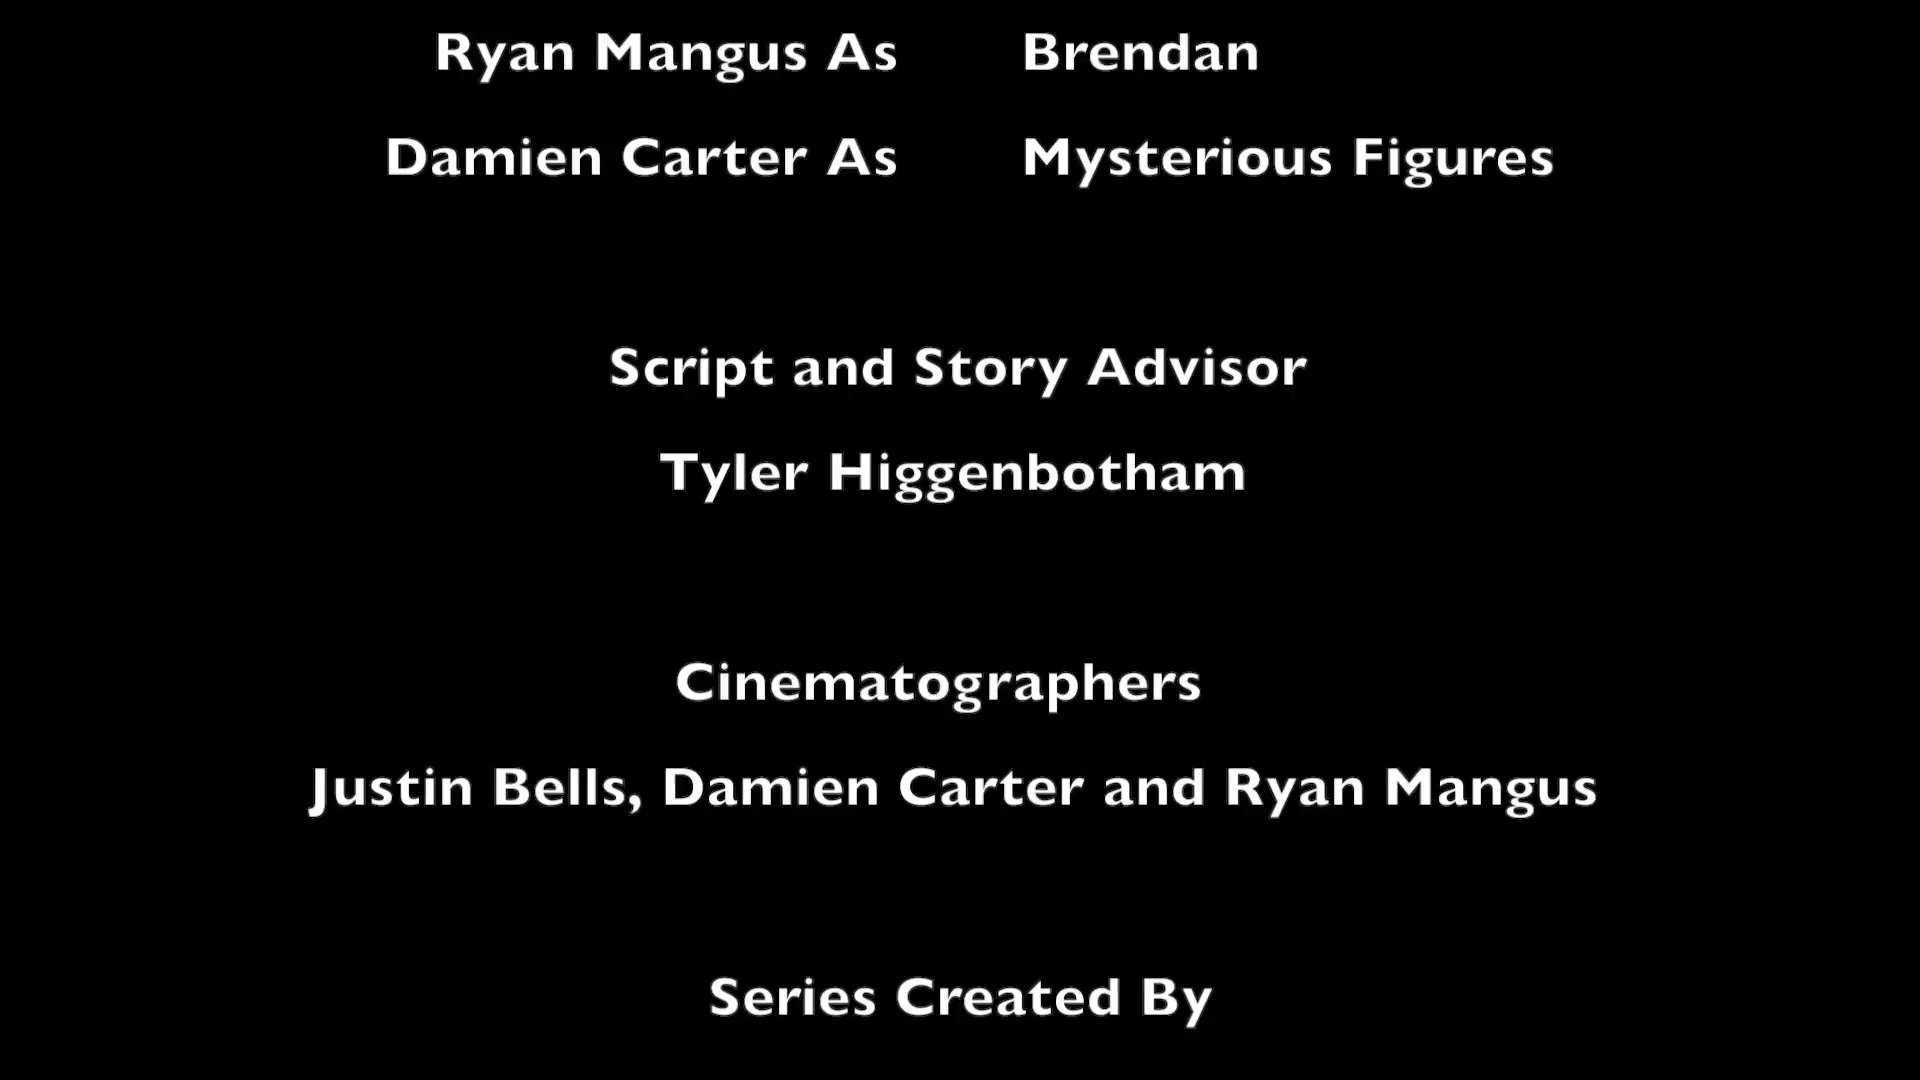 Ryan Mangus As Brendan
Damien Carter As Mysterious Figures
Script and Story Advisor
Tyler Higgenbotham
Cinematographers
Justin Bells, Damien Carter and Ryan Mangus
Series Created By